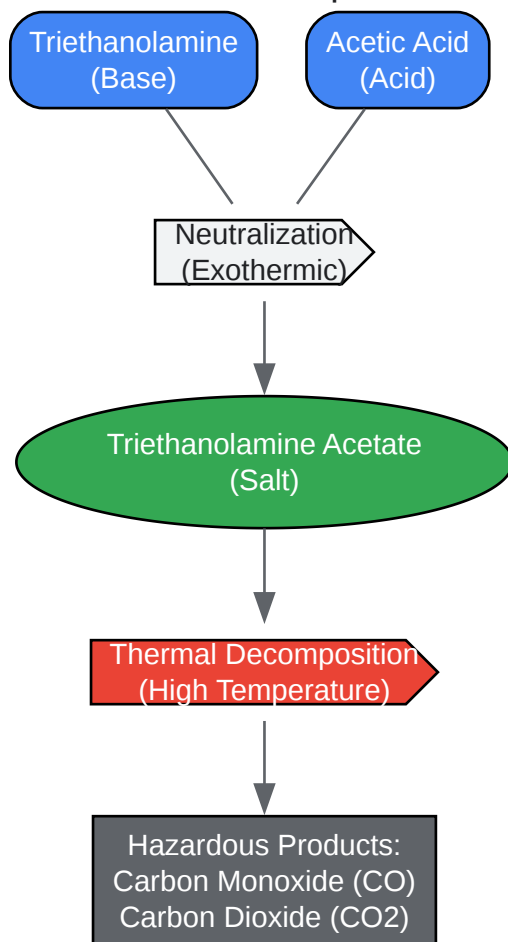 Triethanolamine
(Base)
Acetic Acid
(Acid)
Neutralization
(Exothermic)
Triethanolamine Acetate
(Salt)
Thermal Decomposition
(High Temperature)
Hazardous Products:
Carbon Monoxide (CO)
Carbon Dioxide (CO2)